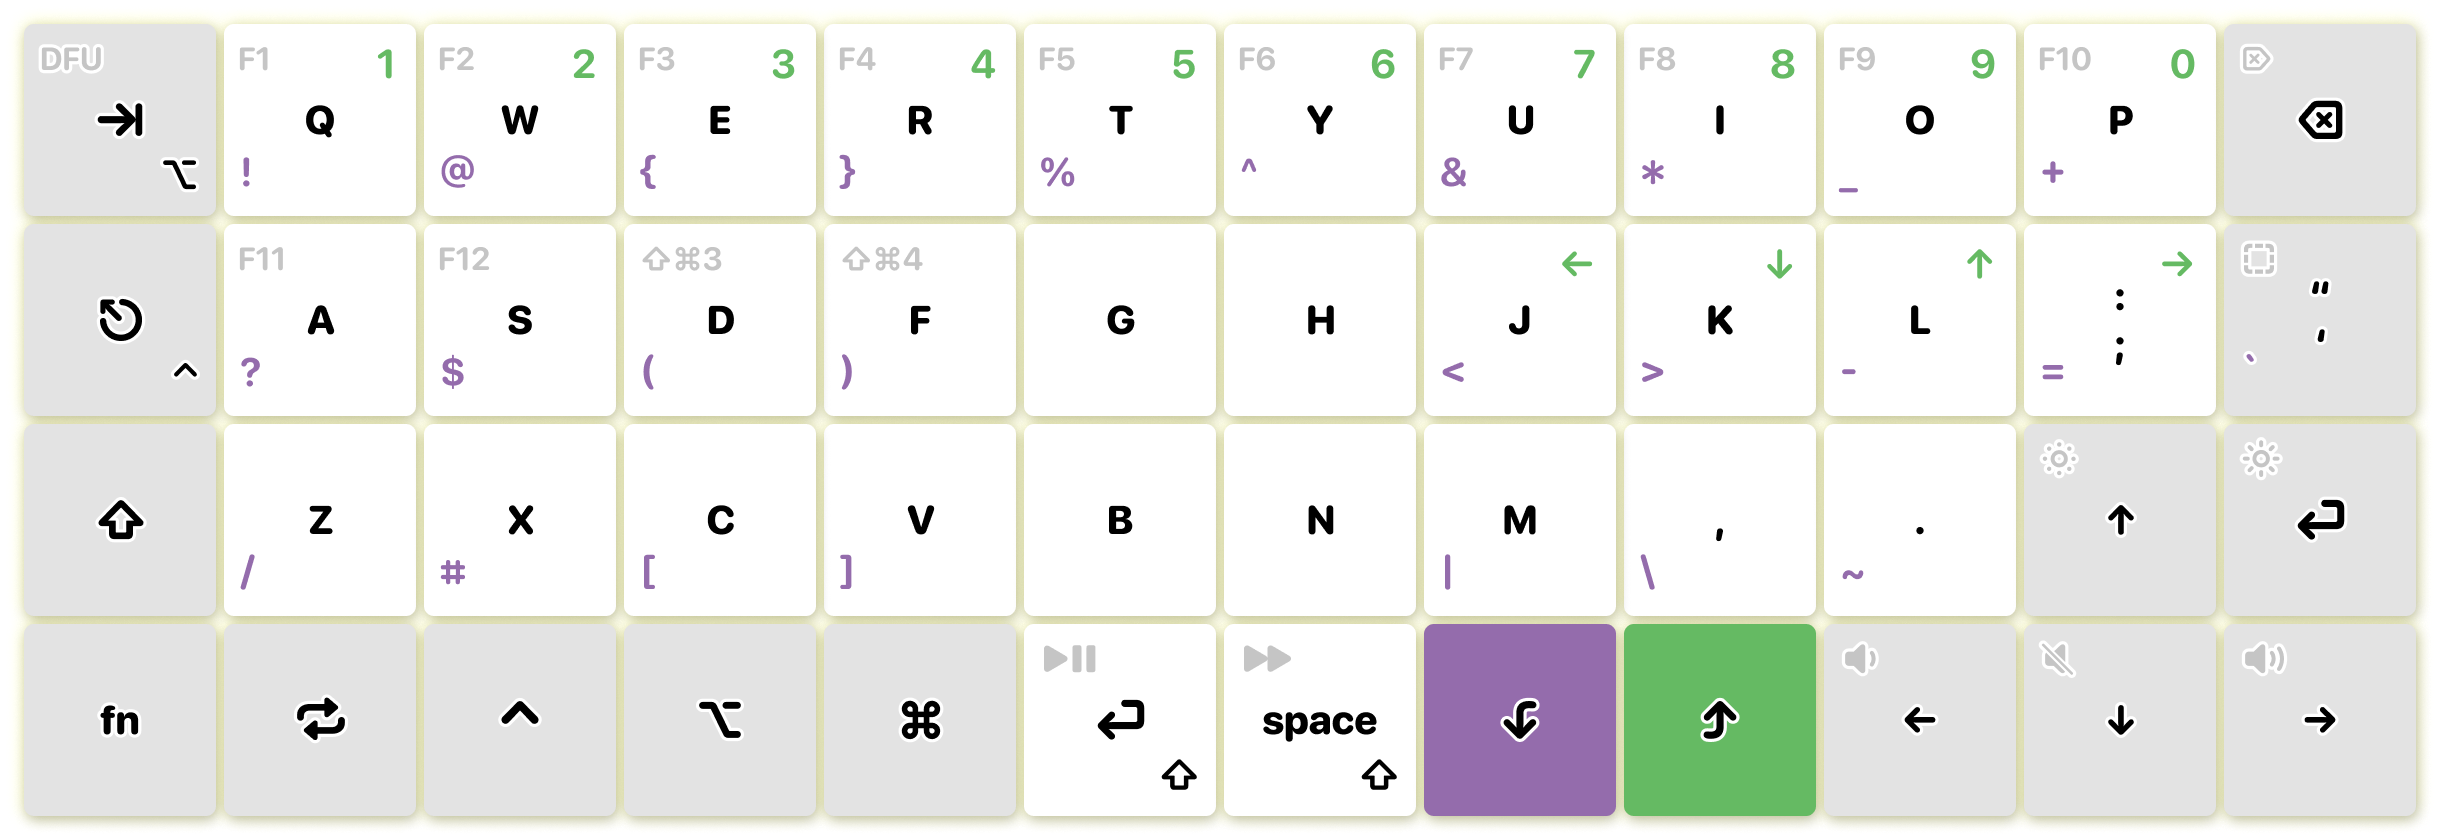 DFU F1 1 F2 2 F3 3 F4 4 F5 5 F6 6 F7 7 F8 8 F9 9 F10 0 ⌦
⇥ Q W E R T Y U I O P ⌫
⌥ ! @ { } % ^ & * _ +
F11 F12 ⇧⌘3 ⇧⌘4 ← ↓ ↑ →
⎋ A S D F G H J K L : ; " '
^ ? $ ( ) < > - = `
⇧ Z X C V B N M , . ↑ ↵
/ # [ ] | \ ~
fn ^ ⌥ ⌘ ↵ space ⤵ ⤴ ← ↓ →
⇧ ⇧